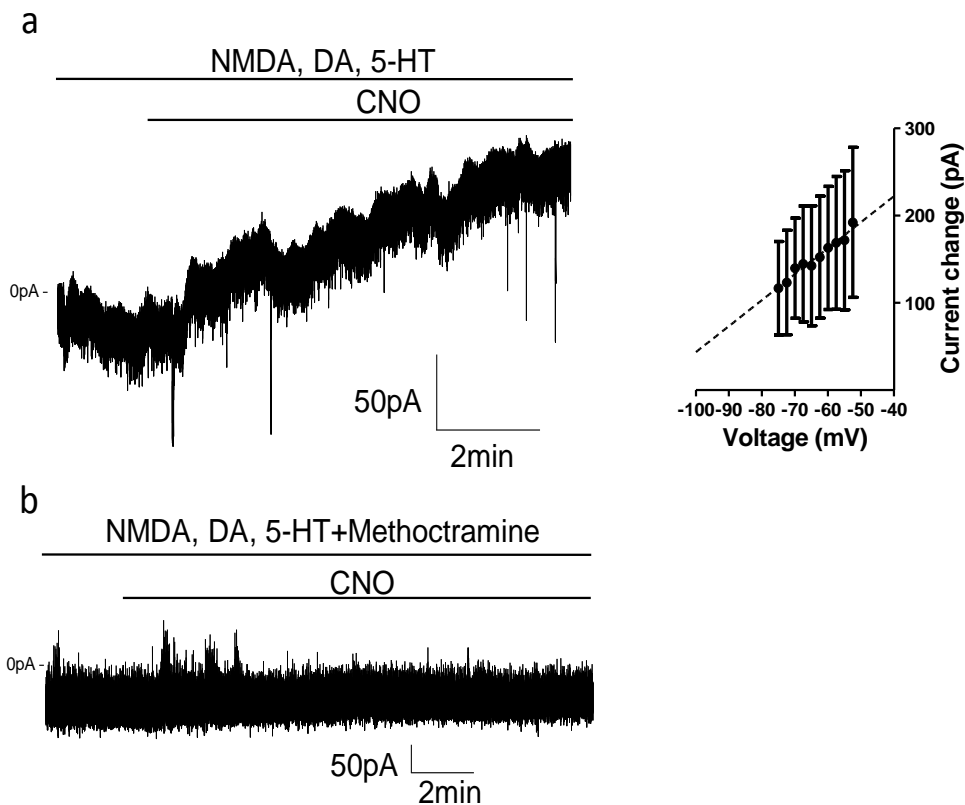 a
NMDA, DA, 5-HT
CNO
0pA -
50pA
2min
300
200
100
Current change (pA)
-100 -90 -80 -70 -60 -50 -40
Voltage (mV)
b
NMDA, DA, 5-HT+Methoctramine
CNO
0pA -
50pA
2min